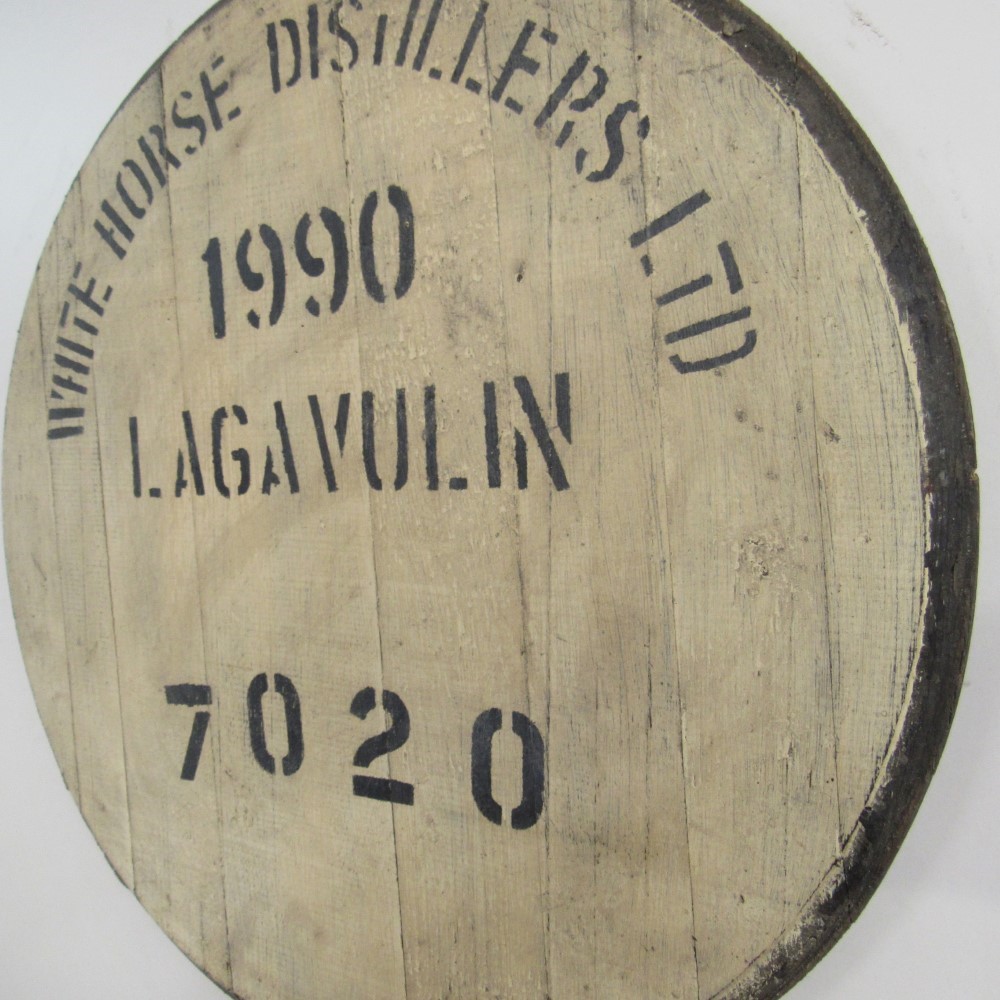 WHITE HORSE DISTILLERS LTD
1990
LAGAVULIN
7020